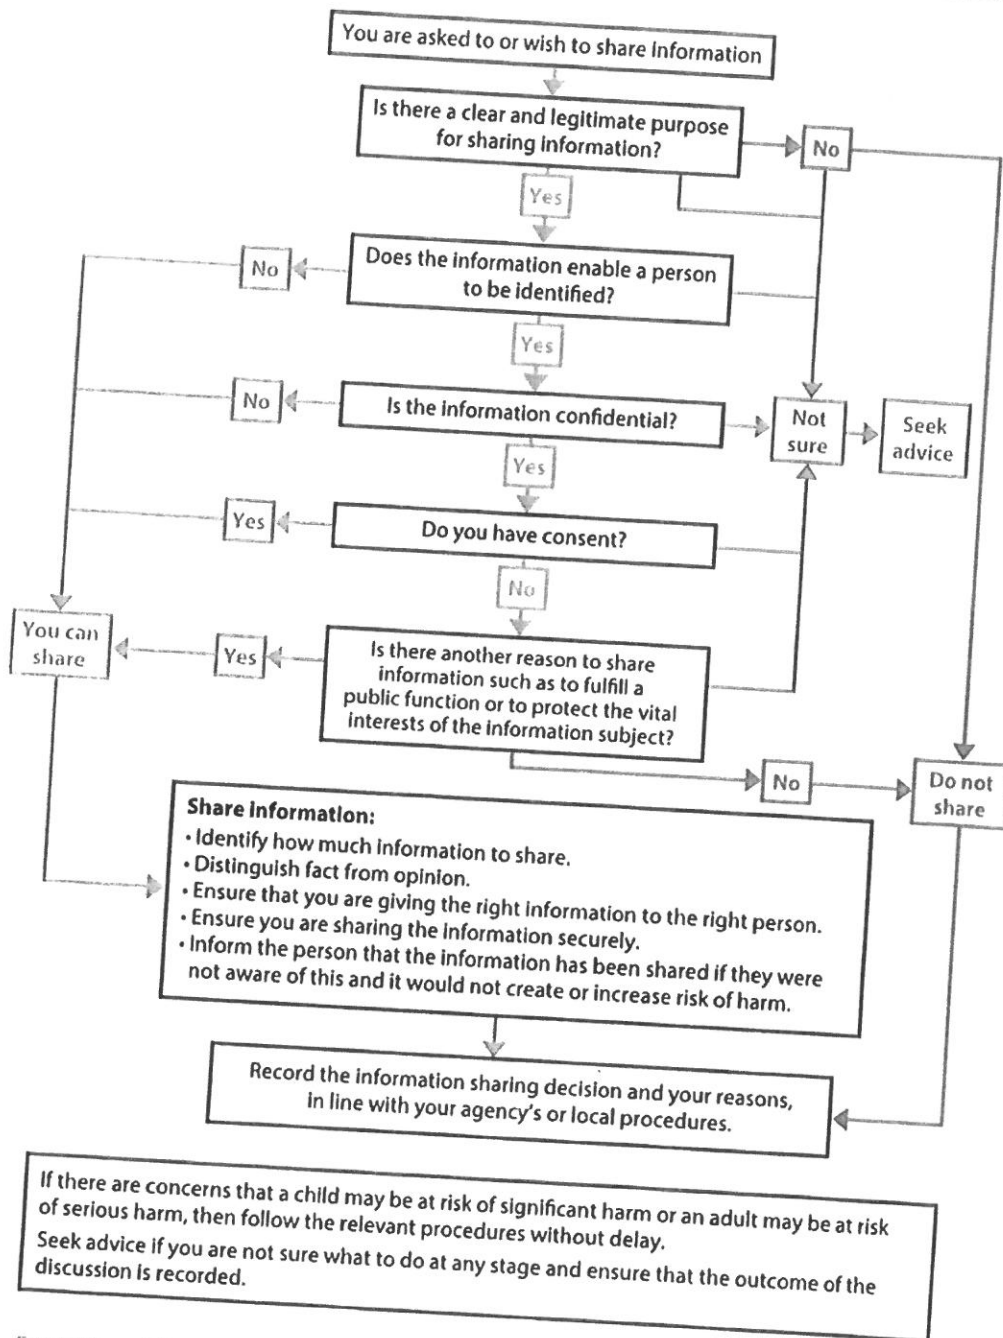 You are asked to or wish to share information
Is there a clear and legitimate purpose
for sharing information?
No
Yes
Does the information enable a person
to be identified?
No
Yes
Is the information confidential?
No
Not
sure
Seek
advice
Yes
Do you have consent?
Yes
No
You can
share
Yes
Is there another reason to share
information such as to fulfill a
public function or to protect the vital
interests of the information subject?
No
Do not
share
Share information:
• Identify how much information to share.
• Distinguish fact from opinion.
• Ensure that you are giving the right information to the right person.
• Ensure you are sharing the information securely.
• Inform the person that the information has been shared if they were
not aware of this and it would not create or increase risk of harm.
Record the information sharing decision and your reasons,
in line with your agency's or local procedures.
If there are concerns that a child may be at risk of significant harm or an adult may be at risk
of serious harm, then follow the relevant procedures without delay.
Seek advice if you are not sure what to do at any stage and ensure that the outcome of the
discussion is recorded.